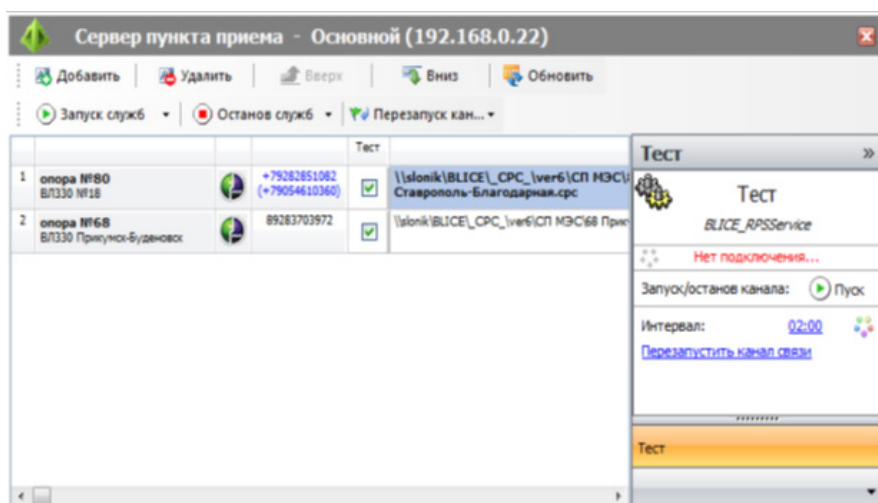 Сервер пункта приема - Основной (192.168.0.22)
Добавить Удалить Вверх Вниз Обновить
Запуск служб Останов служб Перезапуск кан...
Тест
1 опора №80 +79282851082 \\slonik\BLICE\_CPC_\ver6\СП МЭС\
ВЛ330 №18 (+79054610360) Ставрополь-Благодарная.срс
2 опора №68 89283703972 \\slonik\BLICE\_CPC_\ver6\СП МЭС\68 Прик
ВЛ330 Прикумск-Буденовск
Тест »
Тест
BLICE_RPSService
Нет подключения...
Запуск/останов канала: Пуск
Интервал: 02:00
Перезапустить канал связи
Тест